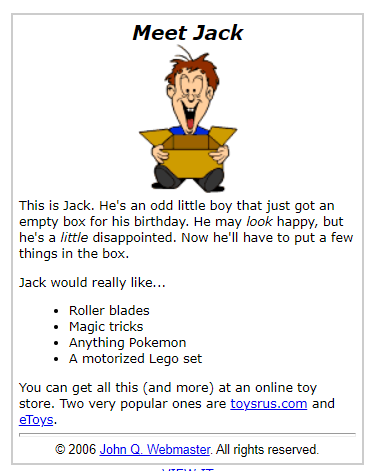 Meet Jack
This is Jack. He's an odd little boy that just got an
empty box for his birthday. He may look happy, but
he's a little disappointed. Now he'll have to put a few
things in the box.
Jack would really like...
• Roller blades
• Magic tricks
• Anything Pokemon
• A motorized Lego set
You can get all this (and more) at an online toy
store. Two very popular ones are toysrus.com and
eToys.
© 2006 John Q. Webmaster. All rights reserved.